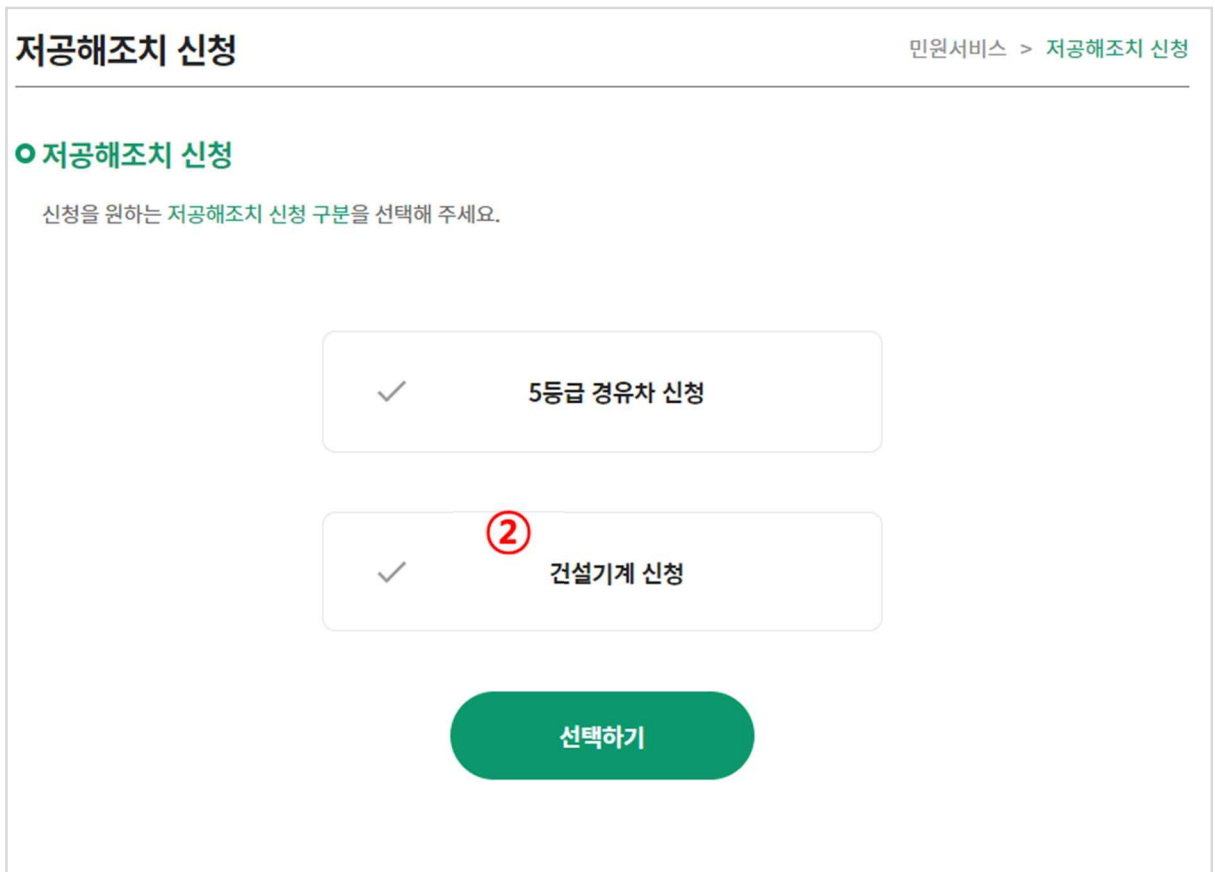 저공해조치 신청
민원서비스 > 저공해조치 신청
저공해조치 신청
신청을 원하는 저공해조치 신청 구분을 선택해 주세요.
5등급 경유차 신청
②
건설기계 신청
선택하기